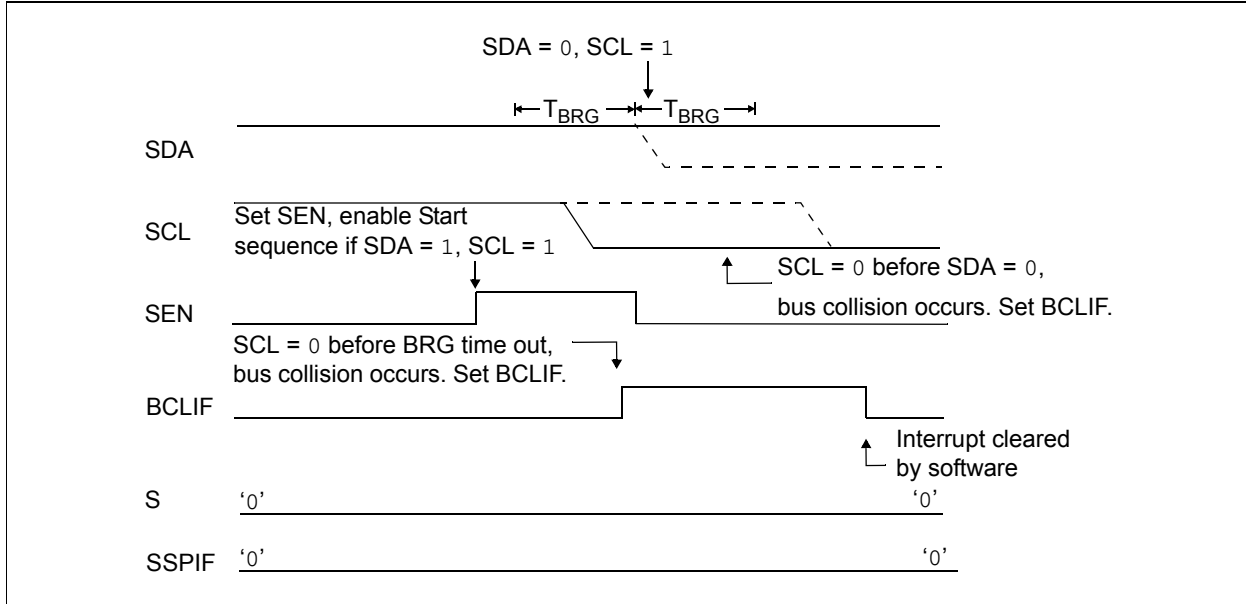 SDA = 0, SCL = 1
TBRG TBRG
SDA
SCL
Set SEN, enable Start
sequence if SDA = 1, SCL = 1
SCL = 0 before SDA = 0,
bus collision occurs. Set BCLIF.
SEN
SCL = 0 before BRG time out,
bus collision occurs. Set BCLIF.
BCLIF
Interrupt cleared
by software
S ‘0’ ‘0’
SSPIF ‘0’ ‘0’